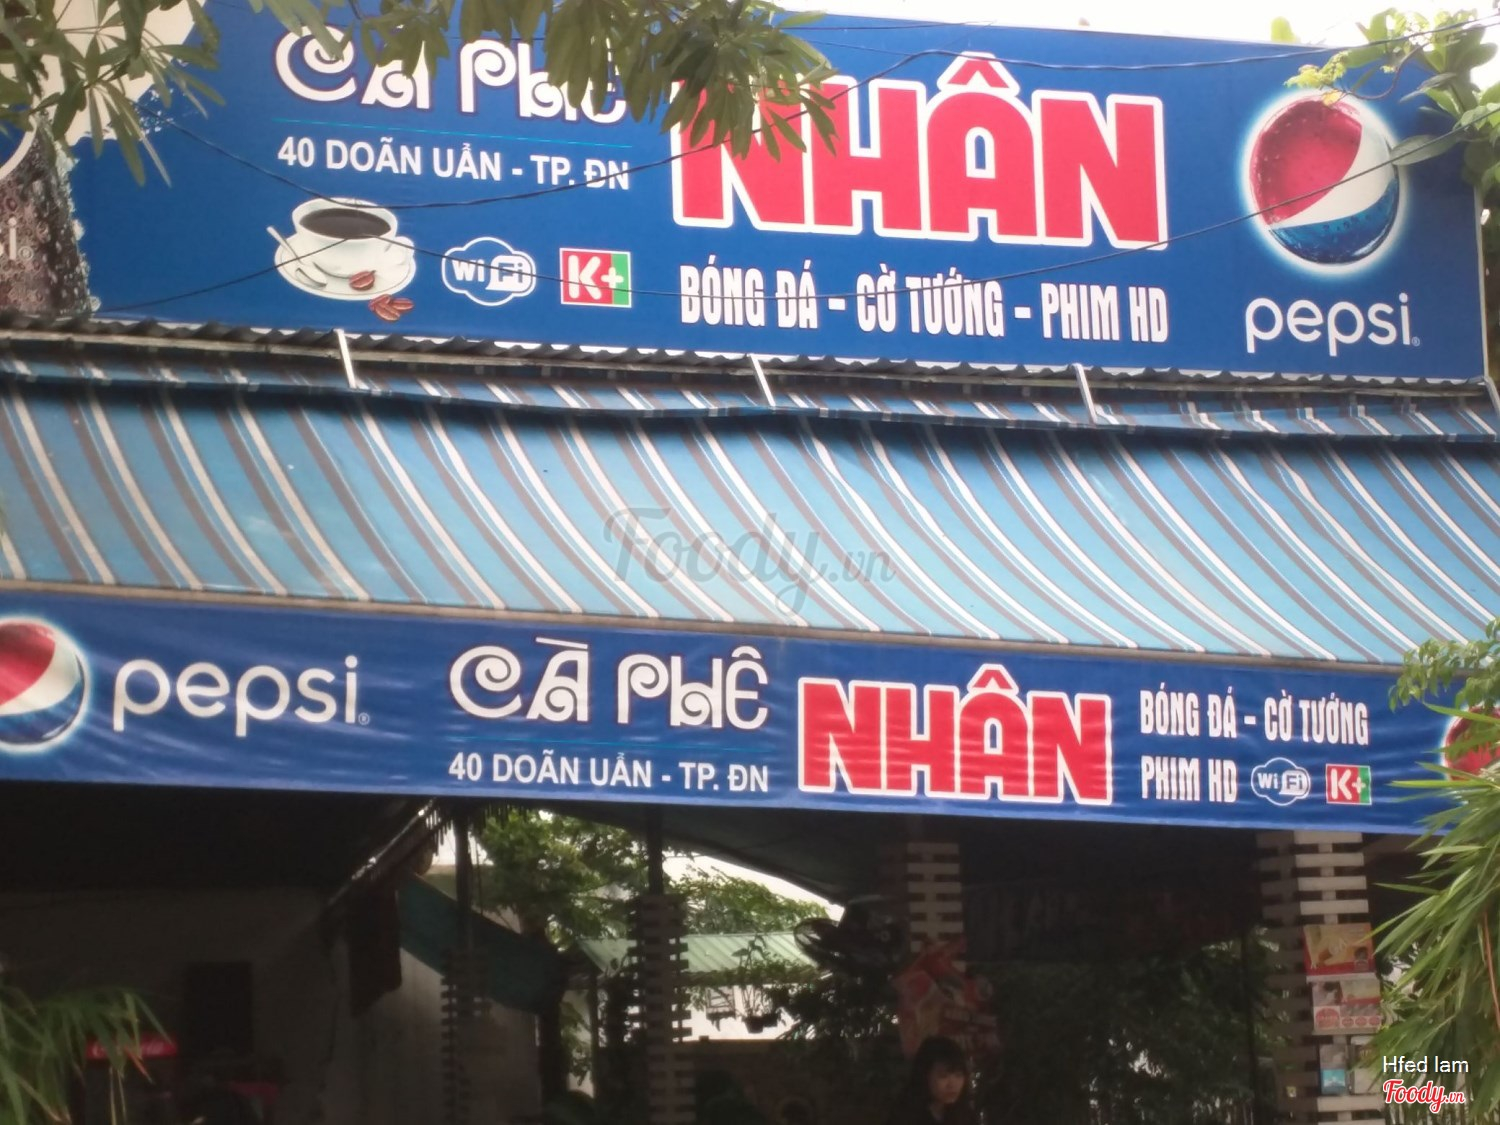 CÀ PHÊ
NHÂN
40 DOÃN UẨN - TP. ĐN
WiFi
K+
BÓNG ĐÁ - CỜ TƯỚNG - PHIM HD
pepsi
Foody.vn
pepsi
CÀ PHÊ
40 DOÃN UẨN - TP. ĐN
NHÂN
BÓNG ĐÁ - CỜ TƯỚNG
PHIM HD WiFi K+
Hfed lam
Foody.vn